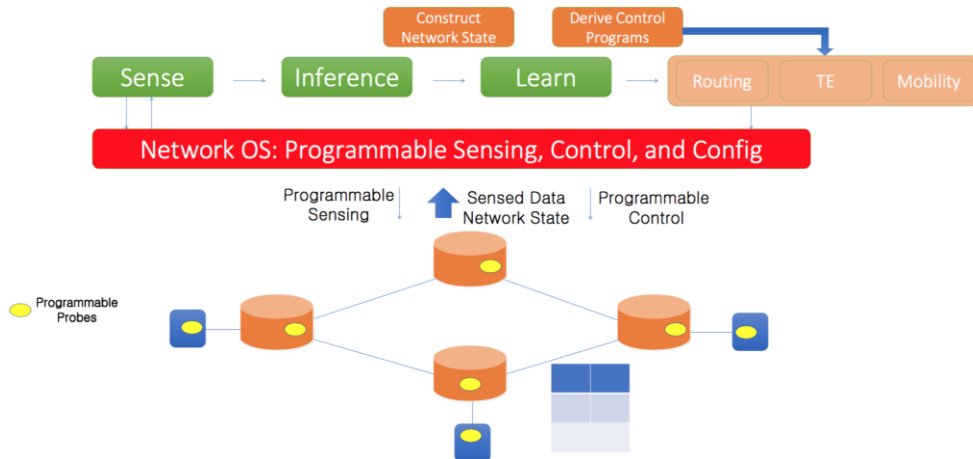 Construct
Network State
Derive Control
Programs
Sense
Inference
Learn
Routing
TE
Mobility
Network OS: Programmable Sensing, Control, and Config
Programmable
Sensing
Sensed Data
Network State
Programmable
Control
Programmable
Probes